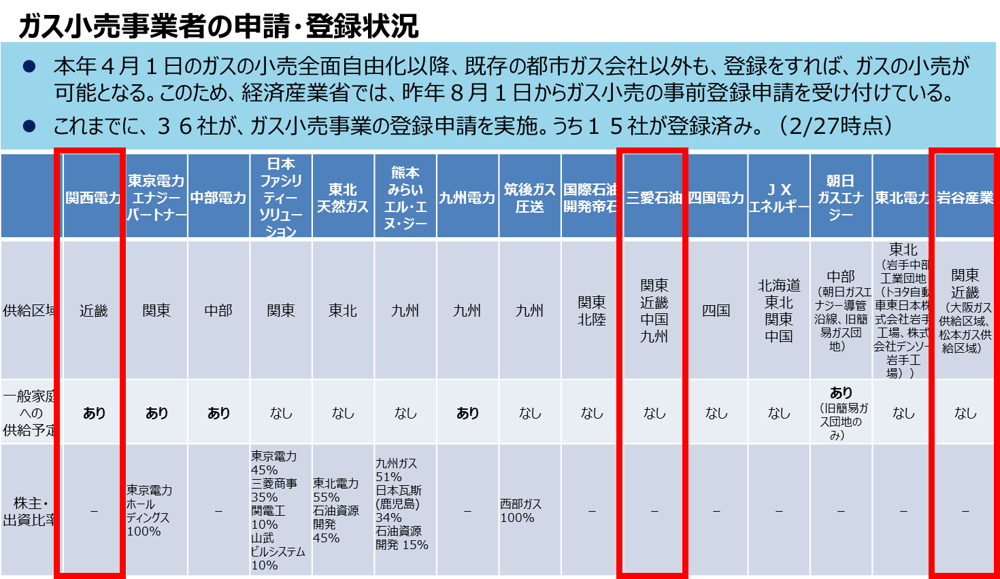 ガス小売事業者の申請・登録状況
● 本年４月１日のガスの小売全面自由化以降、既存の都市ガス会社以外も、登録をすれば、ガスの小売が
可能となる。このため、経済産業省では、昨年８月１日からガス小売の事前登録申請を受け付けている。
● これまでに、３６社が、ガス小売事業の登録申請を実施。うち１５社が登録済み。（2/27時点）
関西電力
東京電力
エナジー
パートナー
中部電力
日本
ファシリ
ティー
ソリュー
ション
東北
天然ガス
熊本
みらい
エル・エ
ヌ・ジー
九州電力
筑後ガス
圧送
国際石油
開発帝石
三愛石油
四国電力
ＪＸ
エネルギー
朝日
ガスエナ
ジー
東北電力
岩谷産業
供給区域
近畿
関東
中部
関東
東北
九州
九州
九州
関東
北陸
関東
近畿
中国
九州
四国
北海道
東北
関東
中国
中部
（朝日ガスエ
ナジー導管
沿線、旧簡
易ガス団
地）
東北
（岩手中部
工業団地
（トヨタ自動
車東日本株
式会社岩手
工場、株式
会社デンソー
岩手工
場））
関東
近畿
（大阪ガス
供給区域、
松本ガス供
給区域）
一般家庭
への
供給予定
あり
あり
あり
なし
なし
なし
あり
なし
なし
なし
なし
なし
あり
（旧簡易ガ
ス団地の
み）
なし
なし
株主・
出資比率
－
東京電力
ホール
ディングス
100%
－
東京電力
45%
三菱商事
35%
関電工
10%
山武
ビルシステム
10%
東北電力
55%
石油資源
開発
45%
九州ガス
51%
日本瓦斯
(鹿児島)
34%
石油資源
開発 15%
－
西部ガス
100%
－
－
－
－
－
－
－